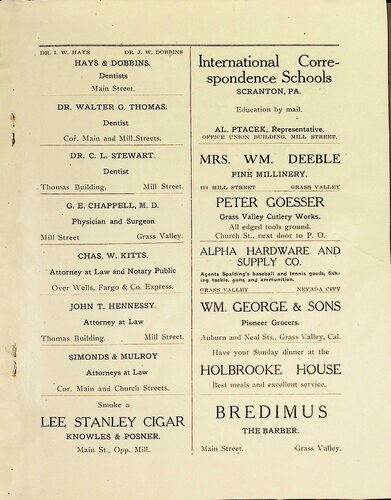 DR. I. W. HAYS DR. J. W. DOBBINS
HAYS & DOBBINS.
Dentists
Main Street.
DR. WALTER G. THOMAS.
Dentist
Cor. Main and Mill Streets.
DR. C. L. STEWART.
Dentist
Thomas Building. Mill Street.
G. E. CHAPPELL, M. D.
Physician and Surgeon
Mill Street Grass Valley.
CHAS. W. KITTS.
Attorney at Law and Notary Public
Over Wells, Fargo & Co. Express.
JOHN T. HENNESSY.
Attorney at Law
Thomas Building. Mill Street.
SIMONDS & MULROY
Attorneys at Law
Cor. Main and Church Streets.
Smoke a
LEE STANLEY CIGAR
KNOWLES & POSNER.
Main St., Opp. Mill.
International Corre-
spondence Schools
SCRANTON, PA.
Education by mail.
AL. PTACEK, Representative.
OFFICE UNION BUILDING, MILL STREET.
MRS. WM. DEEBLE
FINE MILLINERY.
114 MILL STREET GRASS VALLEY
PETER GOESSER
Grass Valley Cutlery Works.
All edged tools ground.
Church St., next door to P. O.
ALPHA HARDWARE AND
SUPPLY CO.
Agents Spalding's baseball and tennis goods, fish-
ing tackle, guns and ammunition.
GRASS VALLEY NEVADA CITY
WM. GEORGE & SONS
Pioneer Grocers.
Auburn and Neal Sts., Grass Valley, Cal.
Have your Sunday dinner at the
HOLBROOKE HOUSE
Best meals and excellent service.
BREDIMUS
THE BARBER.
Main Street. Grass Valley.